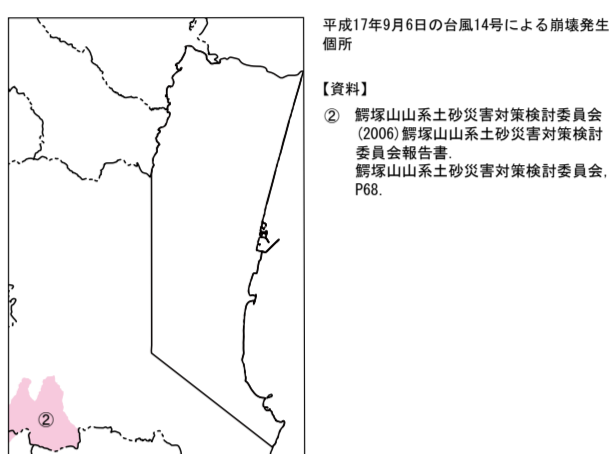 平成17年9月6日の台風14号による崩壊発生
個所
【資料】
② 鰐塚山山系土砂災害対策検討委員会
(2006)鰐塚山山系土砂災害対策検討
委員会報告書.
鰐塚山山系土砂災害対策検討委員会,
P68.
②